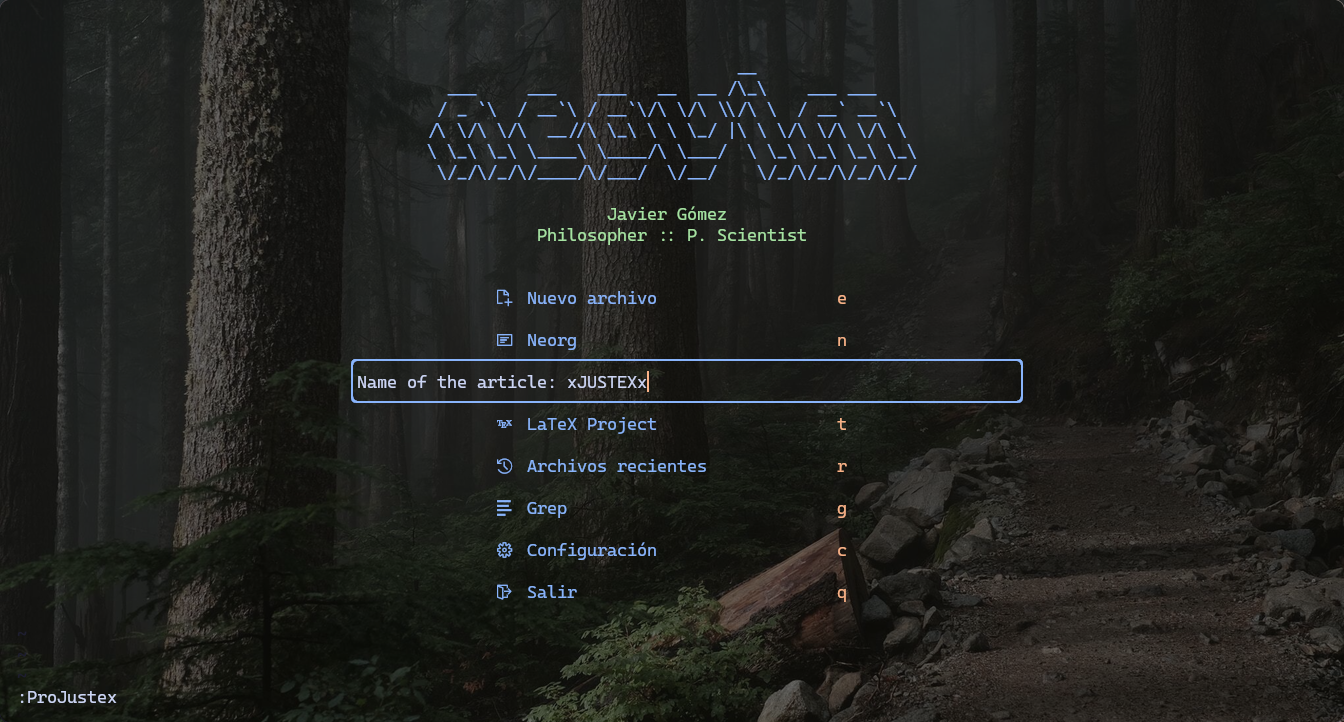 neovim
Javier Gómez
Philosopher :: P. Scientist
Nuevo archivo e
Neorg n
Name of the article: xJUSTEXx
LaTeX Project t
Archivos recientes r
Grep g
Configuración c
Salir q
:ProJustex